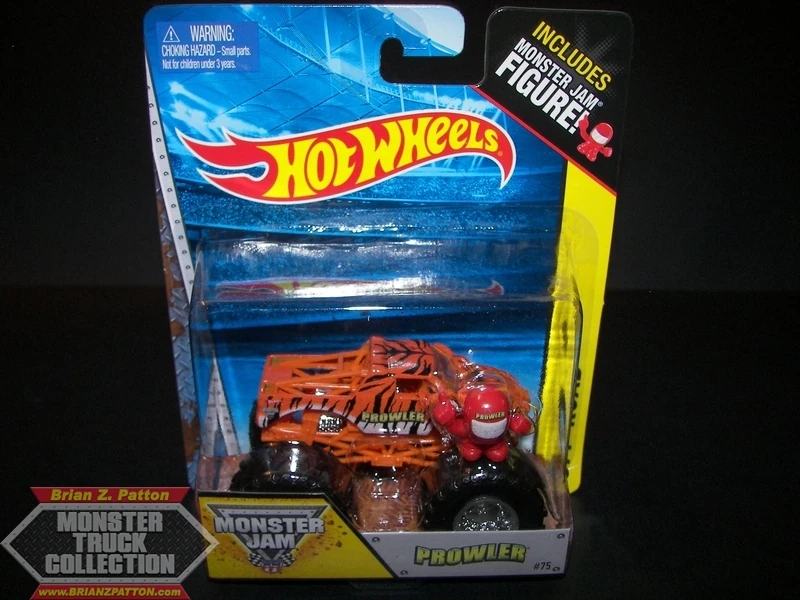 WARNING:
CHOKING HAZARD – Small parts.
Not for children under 3 years.
INCLUDES
MONSTER JAM®
FIGURE!
HOT WHEELS®
PROWLER
PROWLER
MONSTER
JAM
PROWLER
#75
Brian Z. Patton
MONSTER
TRUCK
COLLECTION
www.BRIANZPATTON.com